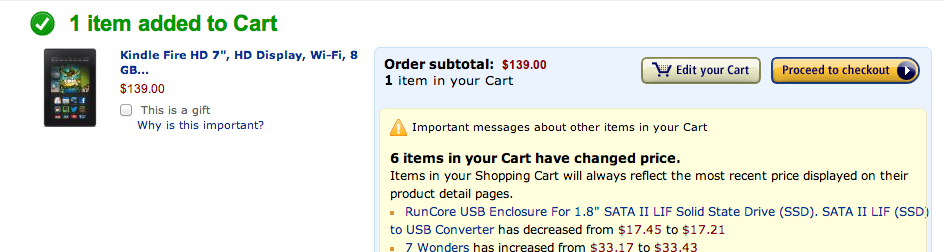 1 item added to Cart
Kindle Fire HD 7", HD Display, Wi-Fi, 8
GB...
$139.00
This is a gift
Why is this important?
Order subtotal: $139.00
1 item in your Cart
Edit your Cart
Proceed to checkout
Important messages about other items in your Cart
6 items in your Cart have changed price.
Items in your Shopping Cart will always reflect the most recent price displayed on their
product detail pages.
RunCore USB Enclosure For 1.8" SATA II LIF Solid State Drive (SSD). SATA II LIF (SSD)
to USB Converter has decreased from $17.45 to $17.21
7 Wonders has increased from $33.17 to $33.43